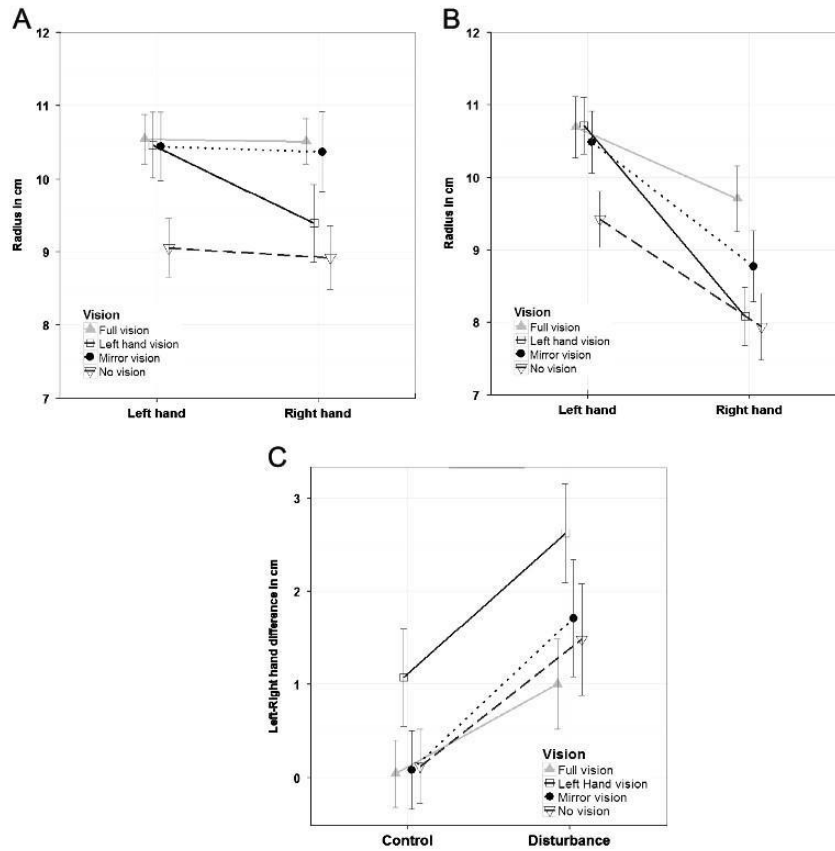 A
12
11
10
9
8
7
Radius in cm
Vision
Full vision
Left hand vision
Mirror vision
No vision
Left hand
Right hand
B
12
11
10
9
8
7
Radius in cm
Vision
Full vision
Left hand vision
Mirror vision
No vision
Left hand
Right hand
C
3
2
1
0
Left-Right hand difference in cm
Vision
Full vision
Left Hand vision
Mirror vision
No vision
Control
Disturbance